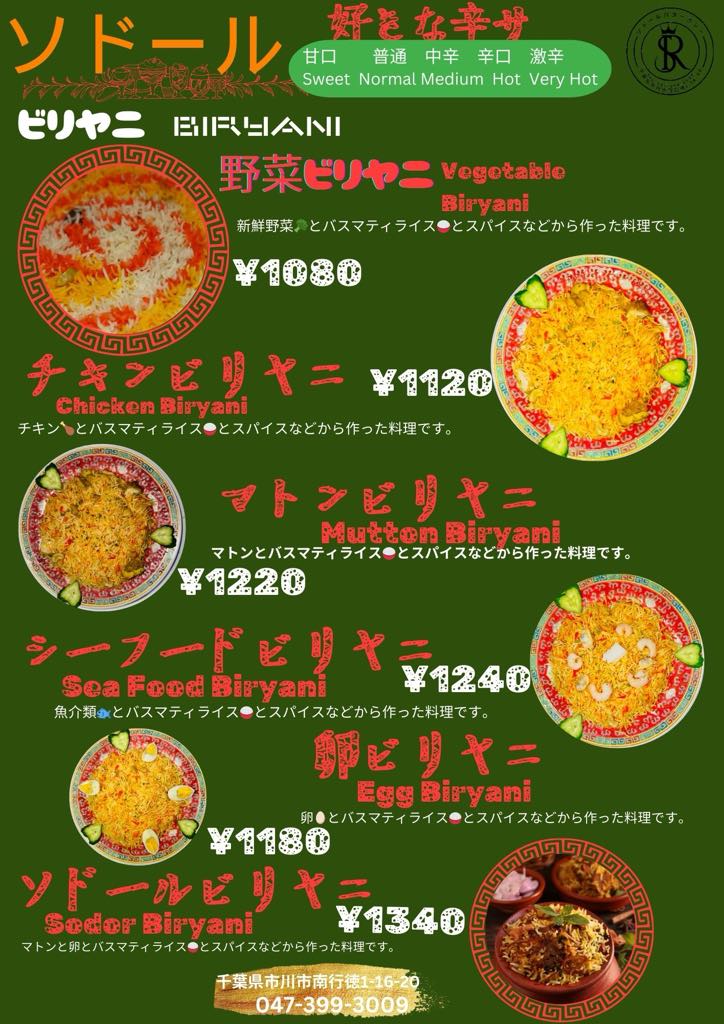 ソドール
好きな辛サ
甘口 普通 中辛 辛口 激辛
Sweet Normal Medium Hot Very Hot
ビリヤニ BIRYANI
野菜ビリヤニ Vegetable
Biryani
新鮮野菜🥦とバスマティライス🍚とスパイスなどから作った料理です。
¥1080
チキンビリヤニ
Chicken Biryani
¥1120
チキン🍗とバスマティライス🍚とスパイスなどから作った料理です。
マトンビリヤニ
Mutton Biryani
マトンとバスマティライス🍚とスパイスなどから作った料理です。
¥1220
シーフードビリヤニ
Sea Food Biryani
¥1240
魚介類🐟とバスマティライス🍚とスパイスなどから作った料理です。
卵ビリヤニ
Egg Biryani
卵🥚とバスマティライス🍚とスパイスなどから作った料理です。
¥1180
ソドールビリヤニ
Sodor Biryani
¥1340
マトンと卵とバスマティライス🍚とスパイスなどから作った料理です。
千葉県市川市南行徳1-16-20
047-399-3009